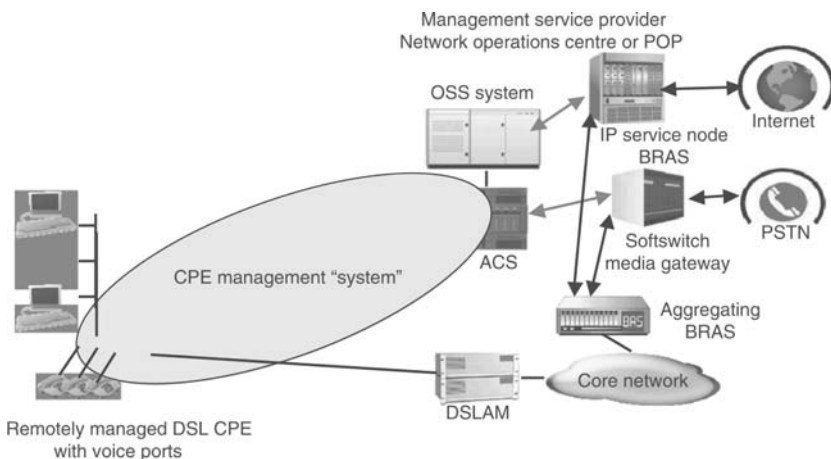 Management service provider
Network operations centre or POP
OSS system
IP service node
BRAS
Internet
ACS
Softswitch
media gateway
PSTN
CPE management “system”
BAS
Aggregating
BRAS
Core network
DSLAM
Remotely managed DSL CPE
with voice ports